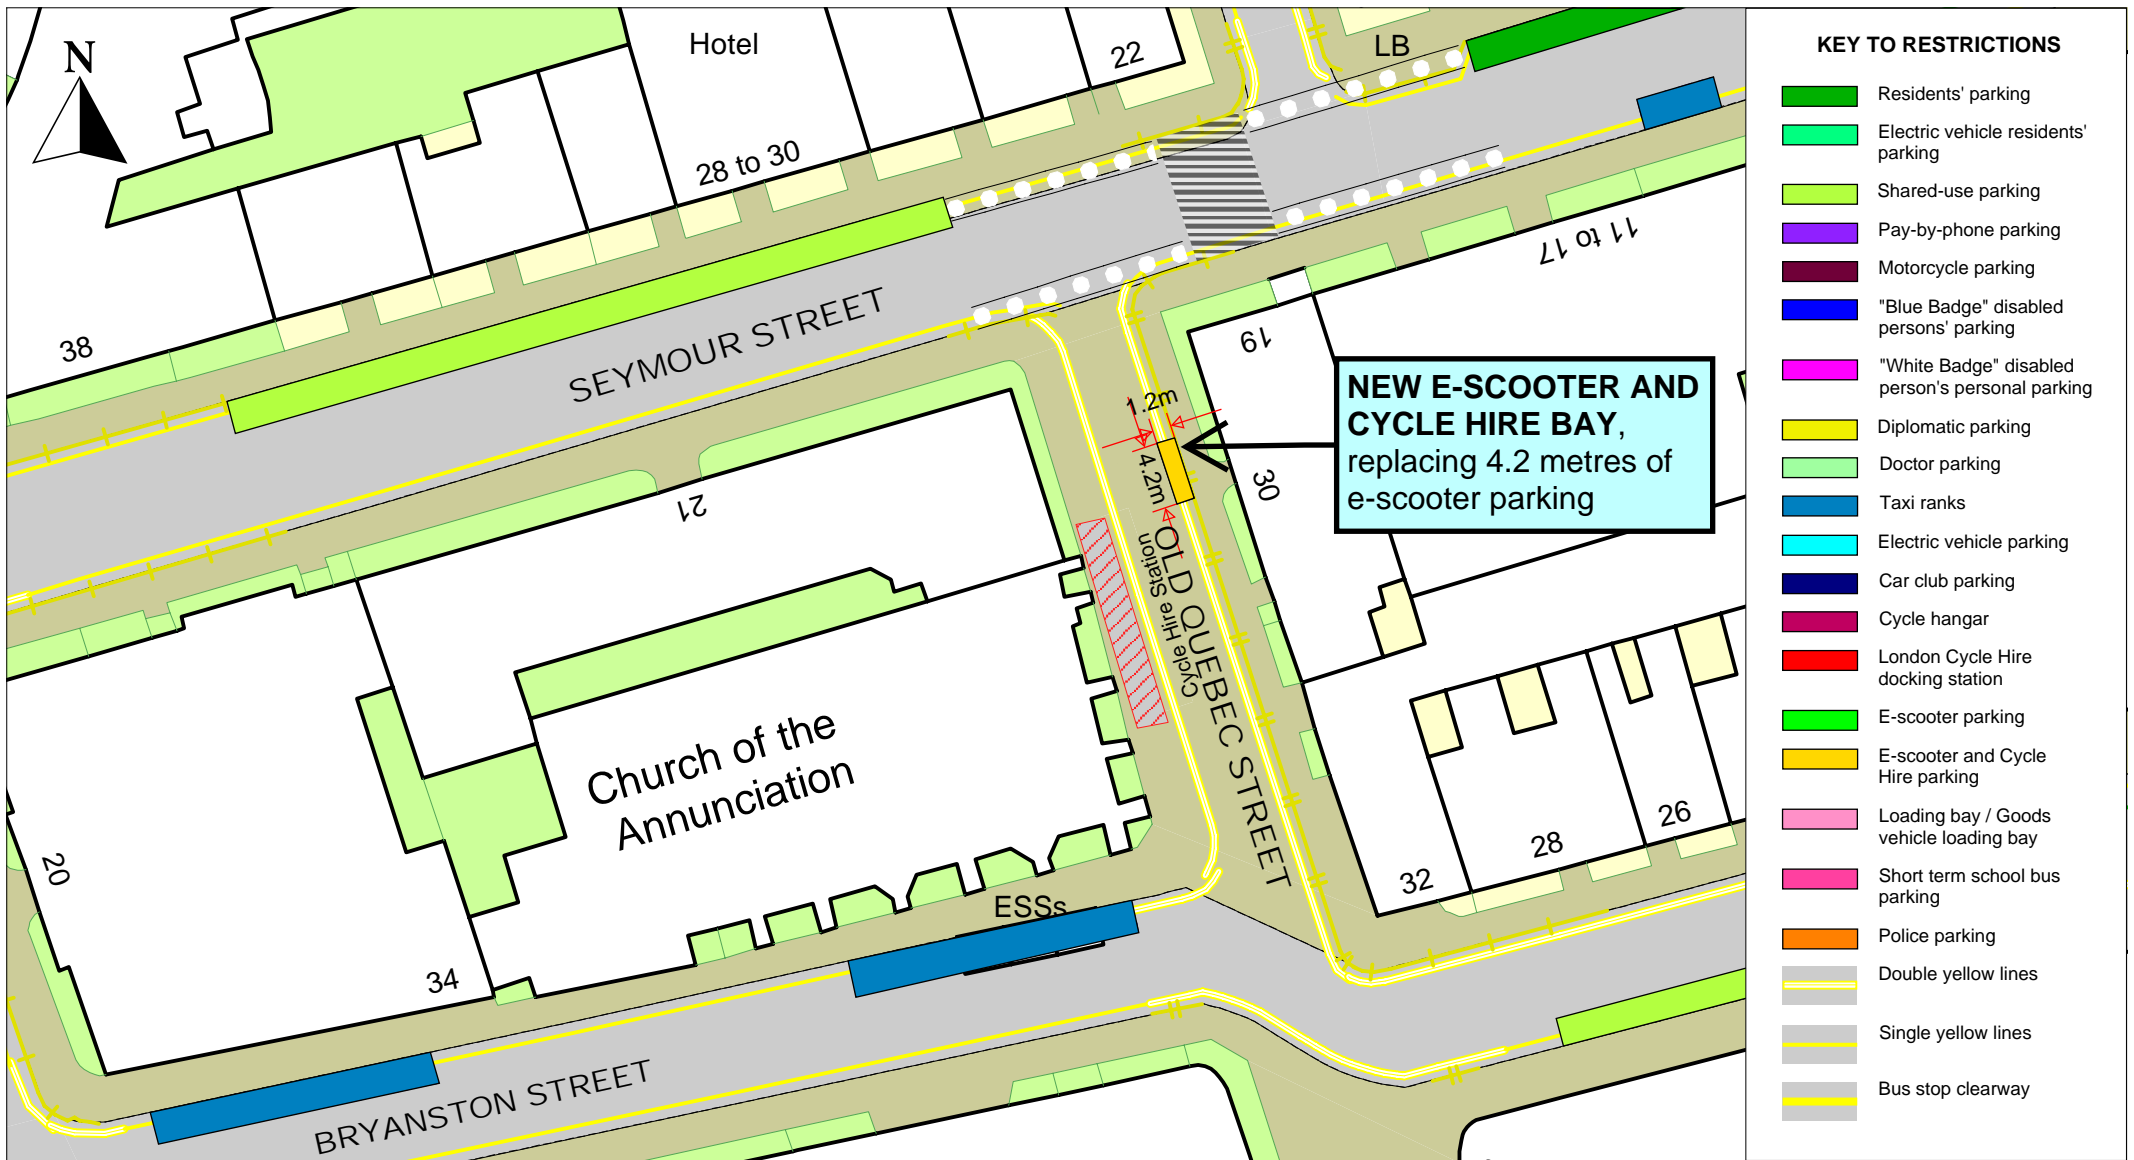 N
Hotel
22
LB
28 to 30
38
SEYMOUR STREET
11 to 17
19
21
30
1.2m
4.2m
NEW E-SCOOTER AND
CYCLE HIRE BAY,
replacing 4.2 metres of
e-scooter parking
OLD QUEBEC STREET
Cycle Hire Station
Church of the
Annunciation
20
34
ESSs
32
28
26
BRYANSTON STREET
KEY TO RESTRICTIONS
Residents' parking
Electric vehicle residents'
parking
Shared-use parking
Pay-by-phone parking
Motorcycle parking
"Blue Badge" disabled
persons' parking
"White Badge" disabled
person's personal parking
Diplomatic parking
Doctor parking
Taxi ranks
Electric vehicle parking
Car club parking
Cycle hangar
London Cycle Hire
docking station
E-scooter parking
E-scooter and Cycle
Hire parking
Loading bay / Goods
vehicle loading bay
Short term school bus
parking
Police parking
Double yellow lines
Single yellow lines
Bus stop clearway